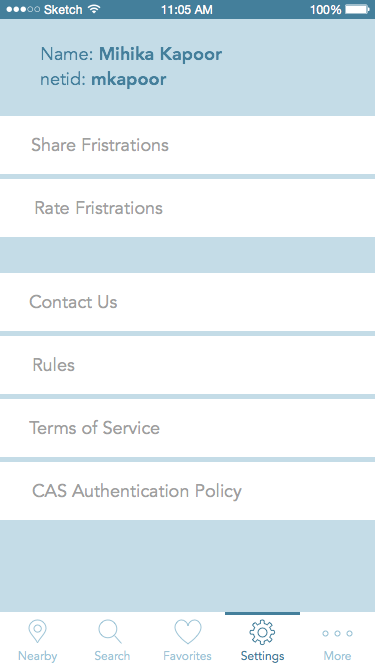 Sketch 11:05 AM 100%
Name: Mihika Kapoor
netid: mkapoor
Share Fristrations
Rate Fristrations
Contact Us
Rules
Terms of Service
CAS Authentication Policy
Nearby Search Favorites Settings More